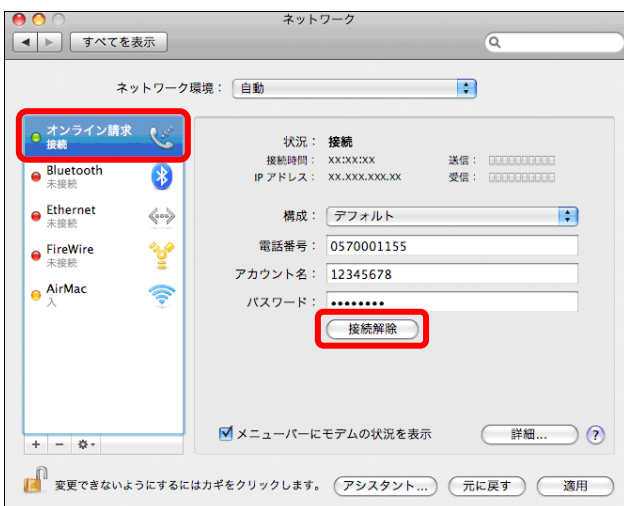 ネットワーク
すべてを表示
ネットワーク環境： 自動
オンライン請求
接続
Bluetooth
未接続
Ethernet
未接続
FireWire
未接続
AirMac
入
状況： 接続
接続時間： XX:XX:XX 送信：
IP アドレス： XX.XXX.XXX.XX 受信：
構成： デフォルト
電話番号： 0570001155
アカウント名： 12345678
パスワード： ••••••••
接続解除
メニューバーにモデムの状況を表示 詳細... ?
変更できないようにするにはカギをクリックします。 アシスタント... 元に戻す 適用